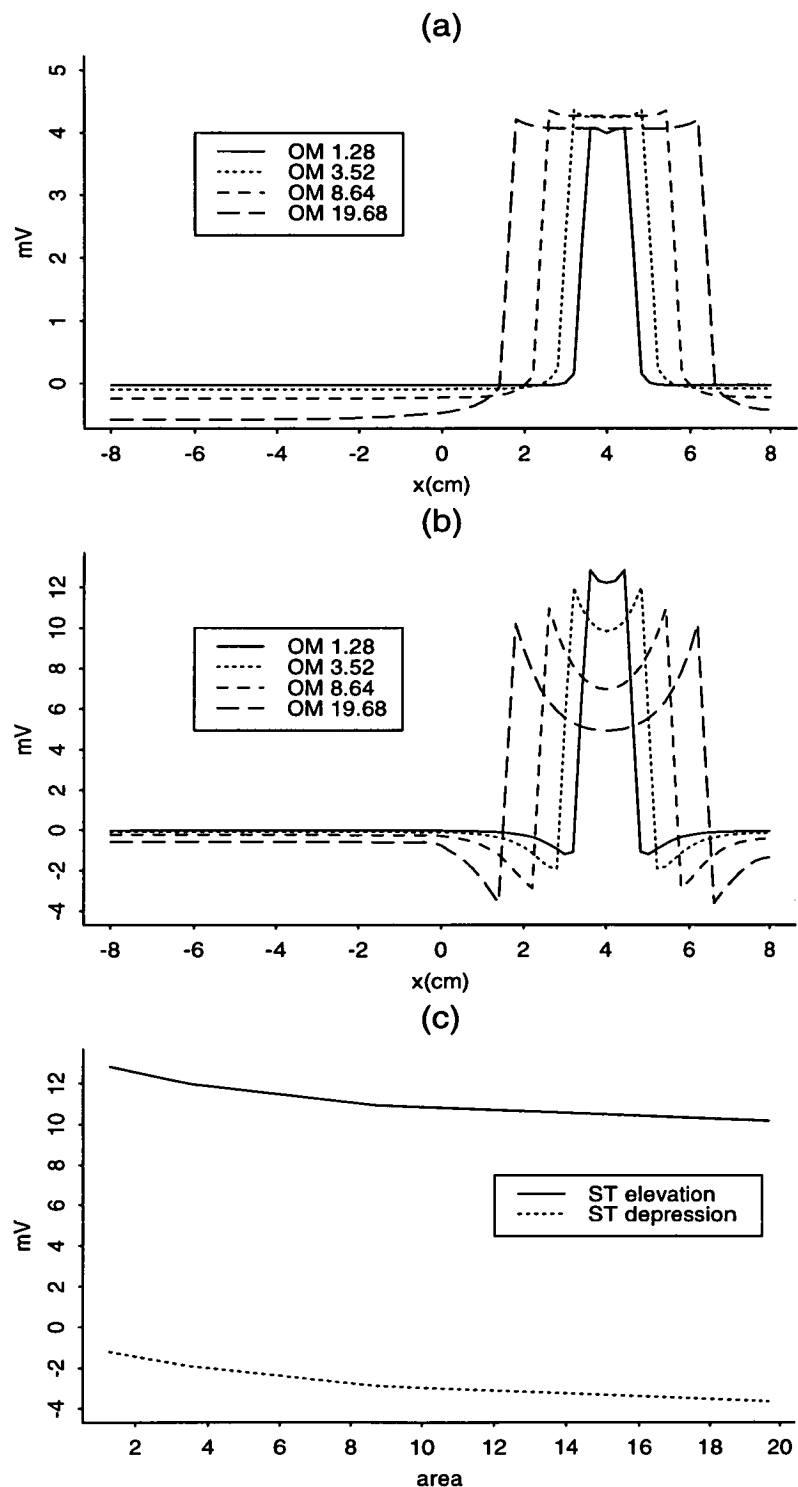 (a)
5
4
3
2
1
0
mV
OM 1.28
OM 3.52
OM 8.64
OM 19.68
-8 -6 -4 -2 0 2 4 6 8
x(cm)
(b)
12
10
8
6
4
2
0
-2
-4
mV
OM 1.28
OM 3.52
OM 8.64
OM 19.68
-8 -6 -4 -2 0 2 4 6 8
x(cm)
(c)
12
10
8
6
4
2
0
-2
-4
mV
ST elevation
ST depression
2 4 6 8 10 12 14 16 18 20
area